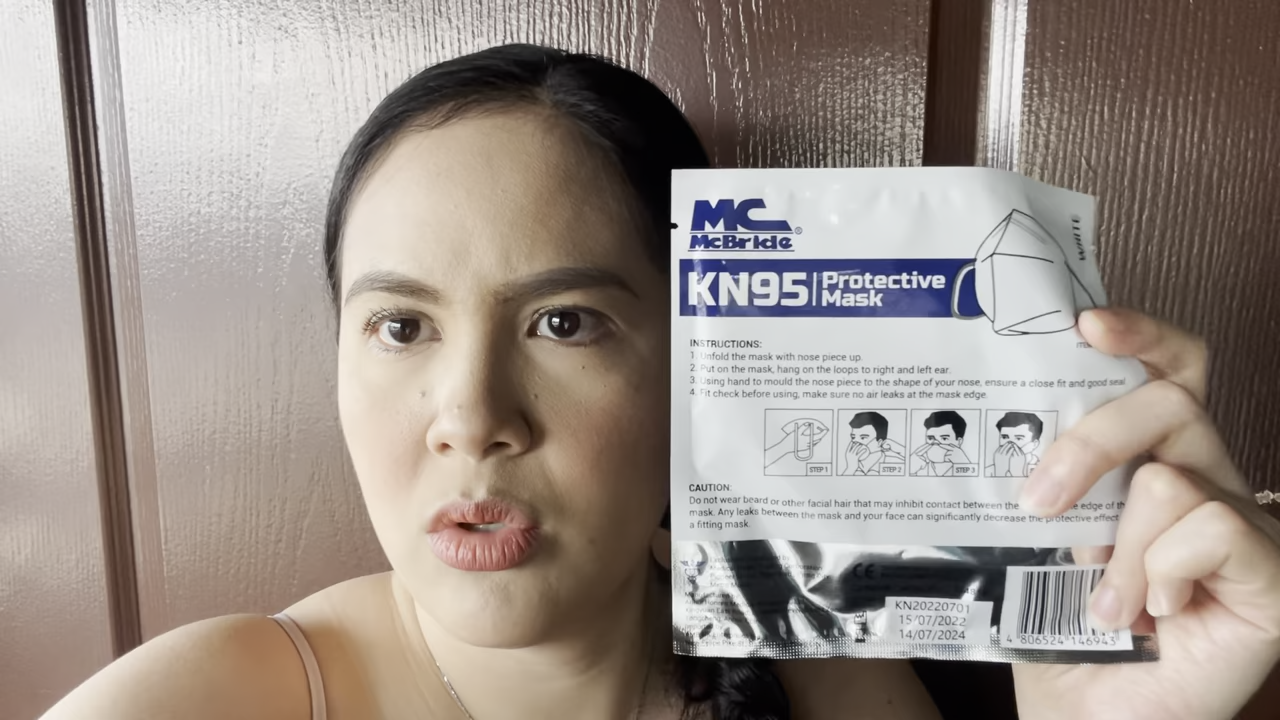 MC
McBride
®
WHITE
KN95 Protective
Mask
INSTRUCTIONS:
1. Unfold the mask with nose piece up.
2. Put on the mask, hang on the loops to right and left ear.
3. Using hand to mould the nose piece to the shape of your nose, ensure a close fit and good seal
4. Fit check before using, make sure no air leaks at the mask edge.
STEP 1
STEP 2
STEP 3
CAUTION:
Do not wear beard or other facial hair that may inhibit contact between the edge of th
mask. Any leaks between the mask and your face can significantly decrease the protective effect
a fitting mask.
CE
KN20220701
15/07/2022
14/07/2024
4 806524 146943